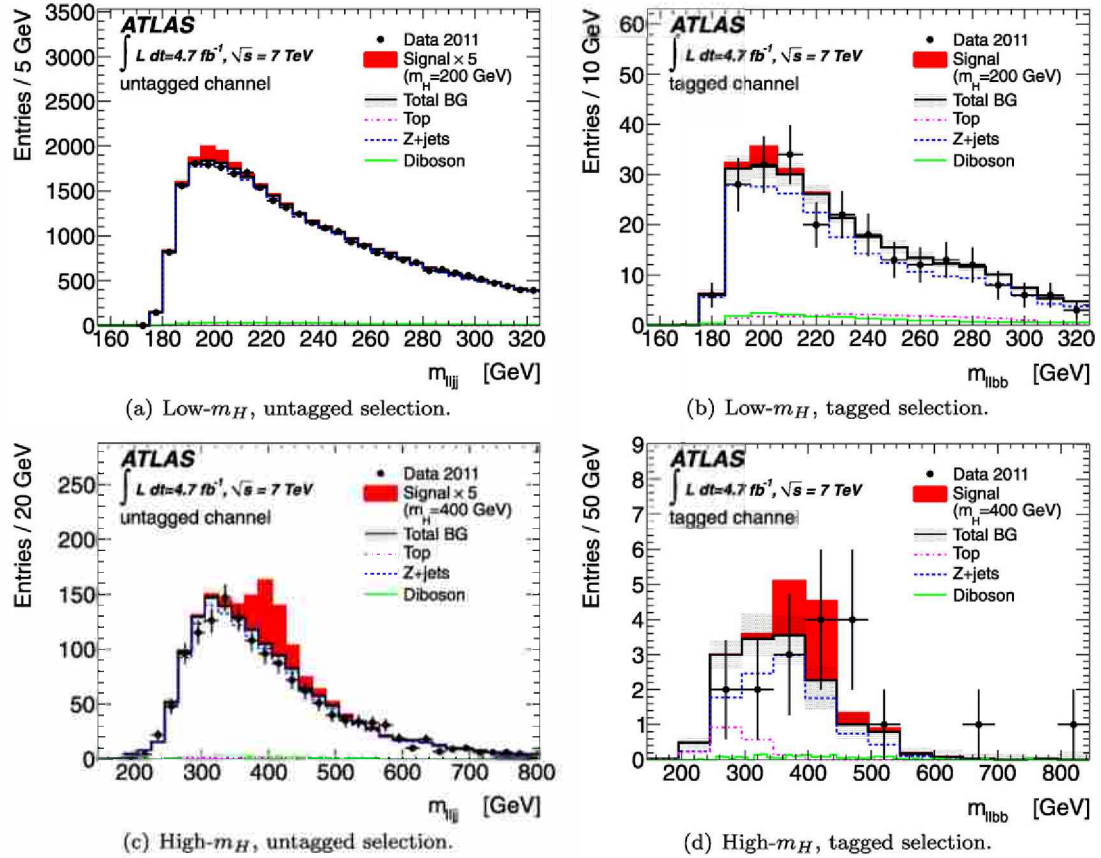 ATLAS
∫ L dt=4.7 fb⁻¹, √s = 7 TeV
untagged channel
Data 2011
Signal × 5
(m_H=200 GeV)
Total BG
Top
Z+jets
Diboson
Entries / 5 GeV
3500
3000
2500
2000
1500
1000
500
0
160 180 200 220 240 260 280 300 320
m_lljj [GeV]
(a) Low-m_H, untagged selection.
ATLAS
∫ L dt=4.7 fb⁻¹, √s = 7 TeV
tagged channel
Data 2011
Signal
(m_H=200 GeV)
Total BG
Top
Z+jets
Diboson
Entries / 10 GeV
60
50
40
30
20
10
0
160 180 200 220 240 260 280 300 320
m_llbb [GeV]
(b) Low-m_H, tagged selection.
ATLAS
∫ L dt=4.7 fb⁻¹, √s = 7 TeV
untagged channel
Data 2011
Signal × 5
(m_H=400 GeV)
Total BG
Top
Z+jets
Diboson
Entries / 20 GeV
250
200
150
100
50
0
200 300 400 500 600 700 800
m_lljj [GeV]
(c) High-m_H, untagged selection.
ATLAS
∫ L dt=4.7 fb⁻¹, √s = 7 TeV
tagged channel
Data 2011
Signal
(m_H=400 GeV)
Total BG
Top
Z+jets
Diboson
Entries / 50 GeV
9
8
7
6
5
4
3
2
1
0
200 300 400 500 600 700 800
m_llbb [GeV]
(d) High-m_H, tagged selection.